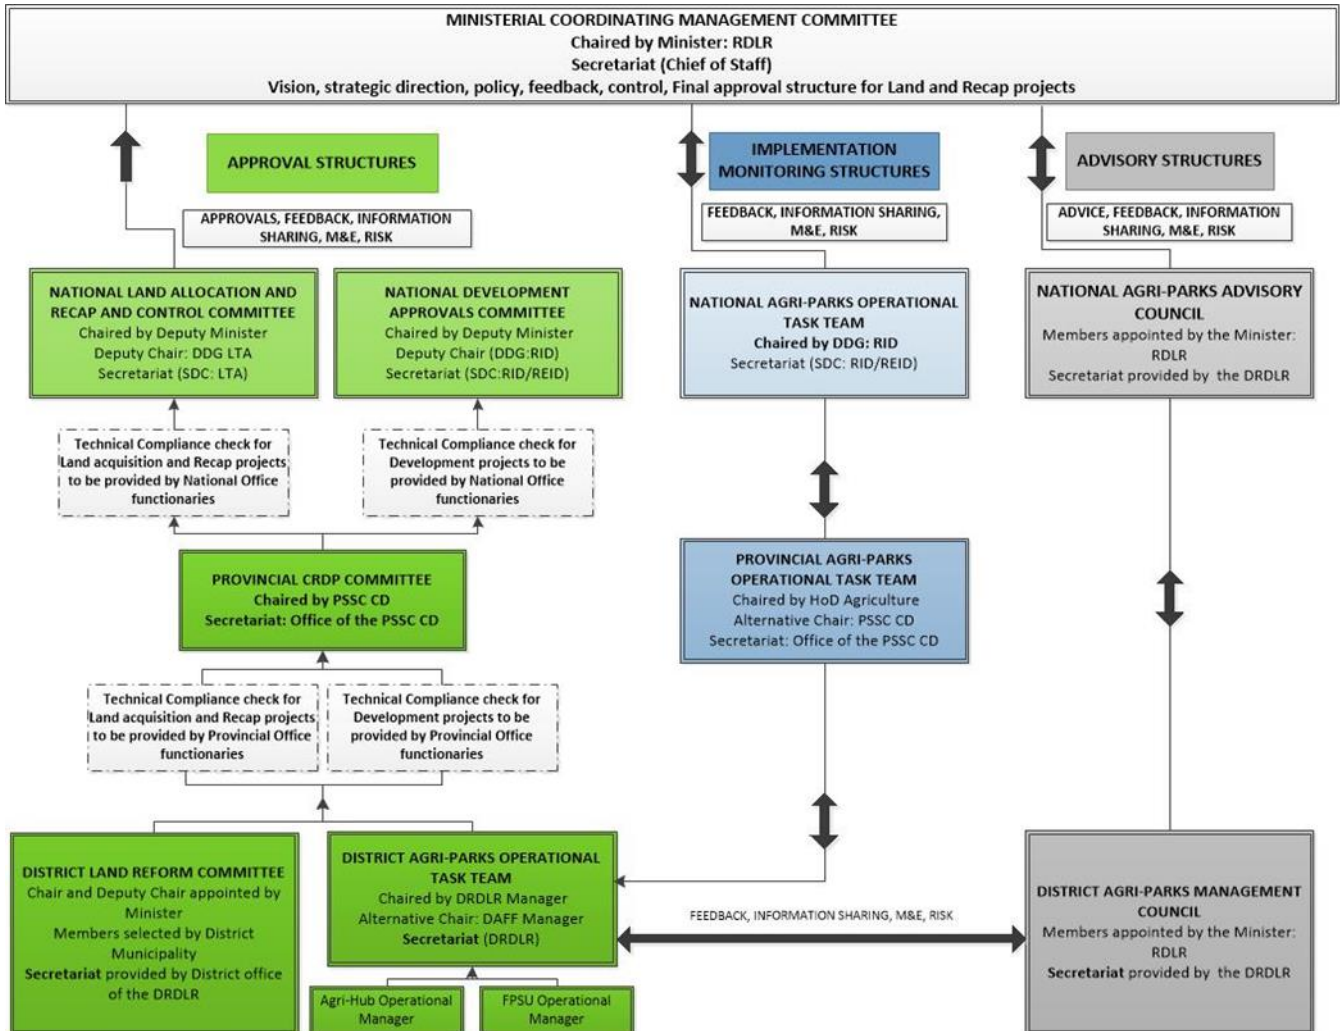 MINISTERIAL COORDINATING MANAGEMENT COMMITTEE
Chaired by Minister: RDLR
Secretariat (Chief of Staff)
Vision, strategic direction, policy, feedback, control, Final approval structure for Land and Recap projects
APPROVAL STRUCTURES
IMPLEMENTATION
MONITORING STRUCTURES
ADVISORY STRUCTURES
APPROVALS, FEEDBACK, INFORMATION
SHARING, M&E, RISK
FEEDBACK, INFORMATION SHARING,
M&E, RISK
ADVICE, FEEDBACK, INFORMATION
SHARING, M&E, RISK
NATIONAL LAND ALLOCATION AND
RECAP AND CONTROL COMMITTEE
Chaired by Deputy Minister
Deputy Chair: DDG LTA
Secretariat (SDC: LTA)
NATIONAL DEVELOPMENT
APPROVALS COMMITTEE
Chaired by Deputy Minister
Deputy Chair (DDG:RID)
Secretariat (SDC:RID/REID)
NATIONAL AGRI-PARKS OPERATIONAL
TASK TEAM
Chaired by DDG: RID
Secretariat (SDC: RID/REID)
NATIONAL AGRI-PARKS ADVISORY
COUNCIL
Members appointed by the Minister:
RDLR
Secretariat provided by the DRDLR
Technical Compliance check for
Land acquisition and Recap projects
to be provided by National Office
functionaries
Technical Compliance check for
Development projects to be
provided by National Office
functionaries
PROVINCIAL CRDP COMMITTEE
Chaired by PSSC CD
Secretariat: Office of the PSSC CD
PROVINCIAL AGRI-PARKS
OPERATIONAL TASK TEAM
Chaired by HoD Agriculture
Alternative Chair: PSSC CD
Secretariat: Office of the PSSC CD
Technical Compliance check for
Land acquisition and Recap projects
to be provided by Provincial Office
functionaries
Technical Compliance check for
Development projects to be
provided by Provincial Office
functionaries
DISTRICT LAND REFORM COMMITTEE
Chair and Deputy Chair appointed by
Minister
Members selected by District
Municipality
Secretariat provided by District office
of the DRDLR
DISTRICT AGRI-PARKS OPERATIONAL
TASK TEAM
Chaired by DRDLR Manager
Alternative Chair: DAFF Manager
Secretariat (DRDLR)
FEEDBACK, INFORMATION SHARING, M&E, RISK
DISTRICT AGRI-PARKS MANAGEMENT
COUNCIL
Members appointed by the Minister:
RDLR
Secretariat provided by the DRDLR
Agri-Hub Operational
Manager
FPSU Operational
Manager